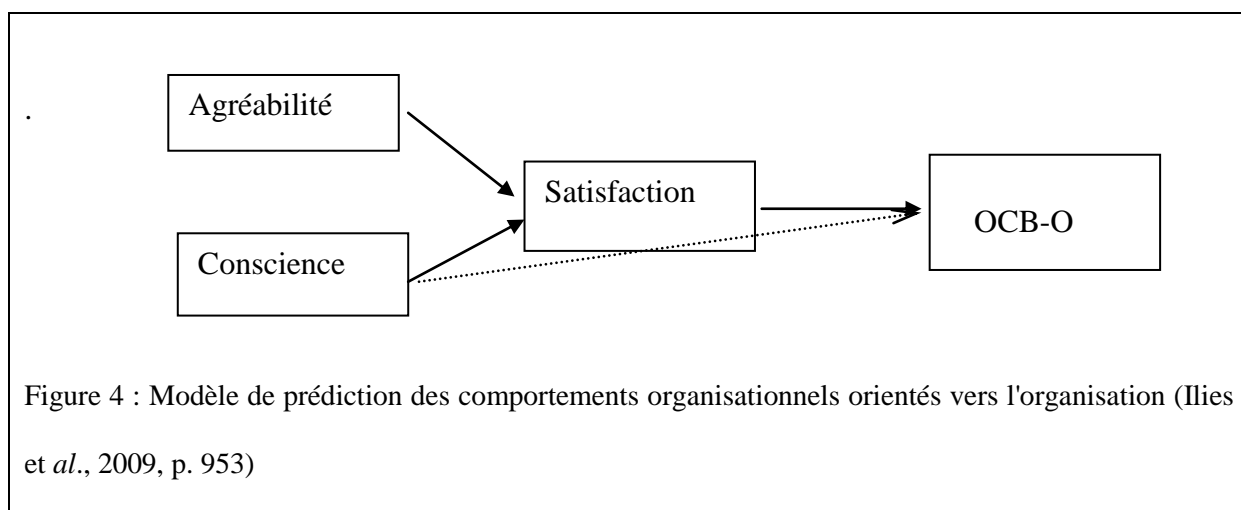 Agréabilité
.
Satisfaction
OCB-O
Conscience
Figure 4 : Modèle de prédiction des comportements organisationnels orientés vers l'organisation (Ilies
et al., 2009, p. 953)